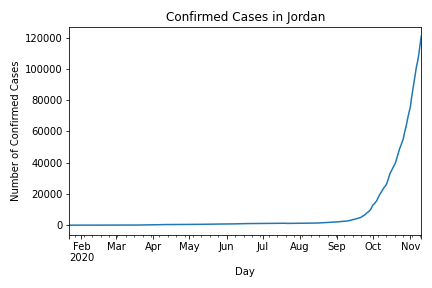 Confirmed Cases in Jordan
Number of Confirmed Cases
120000
100000
80000
60000
40000
20000
0
Feb Mar Apr May Jun Jul Aug Sep Oct Nov
2020
Day